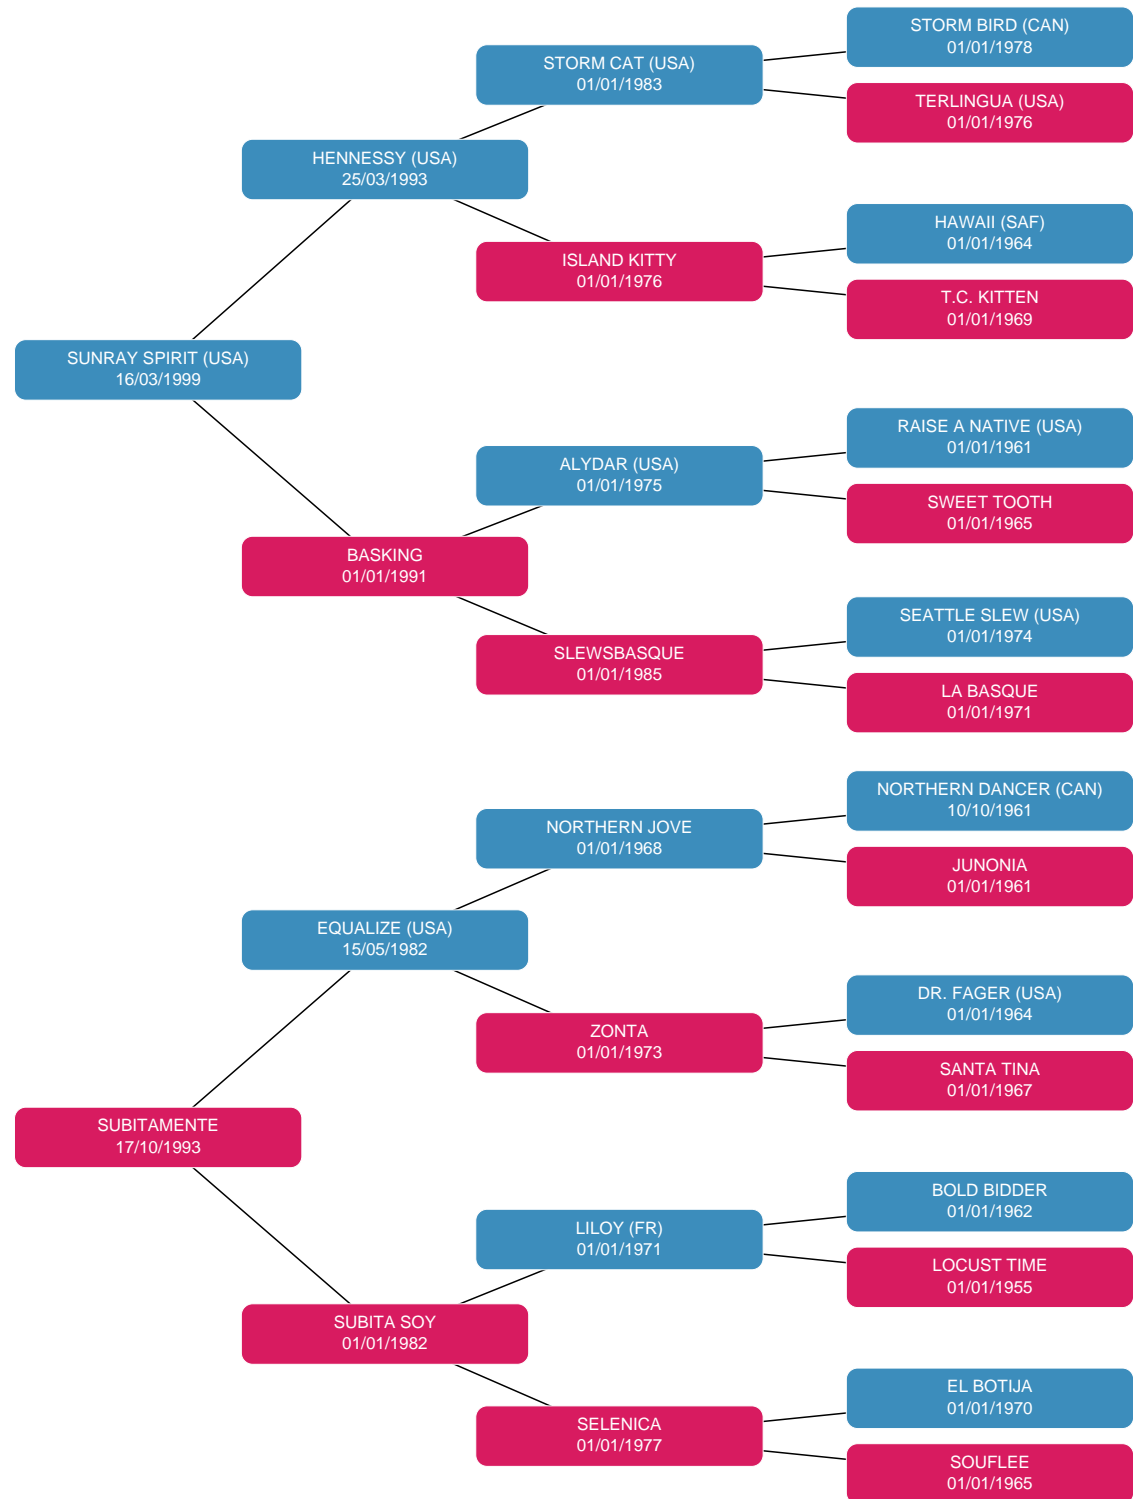 STORM BIRD (CAN)
01/01/1978
STORM CAT (USA)
01/01/1983
TERLINGUA (USA)
01/01/1976
HENNESSY (USA)
25/03/1993
HAWAII (SAF)
01/01/1964
ISLAND KITTY
01/01/1976
T.C. KITTEN
01/01/1969
SUNRAY SPIRIT (USA)
16/03/1999
RAISE A NATIVE (USA)
01/01/1961
ALYDAR (USA)
01/01/1975
SWEET TOOTH
01/01/1965
BASKING
01/01/1991
SEATTLE SLEW (USA)
01/01/1974
SLEWSBASQUE
01/01/1985
LA BASQUE
01/01/1971
NORTHERN DANCER (CAN)
10/10/1961
NORTHERN JOVE
01/01/1968
JUNONIA
01/01/1961
EQUALIZE (USA)
15/05/1982
DR. FAGER (USA)
01/01/1964
ZONTA
01/01/1973
SANTA TINA
01/01/1967
SUBITAMENTE
17/10/1993
BOLD BIDDER
01/01/1962
LILOY (FR)
01/01/1971
LOCUST TIME
01/01/1955
SUBITA SOY
01/01/1982
EL BOTIJA
01/01/1970
SELENICA
01/01/1977
SOUFLEE
01/01/1965